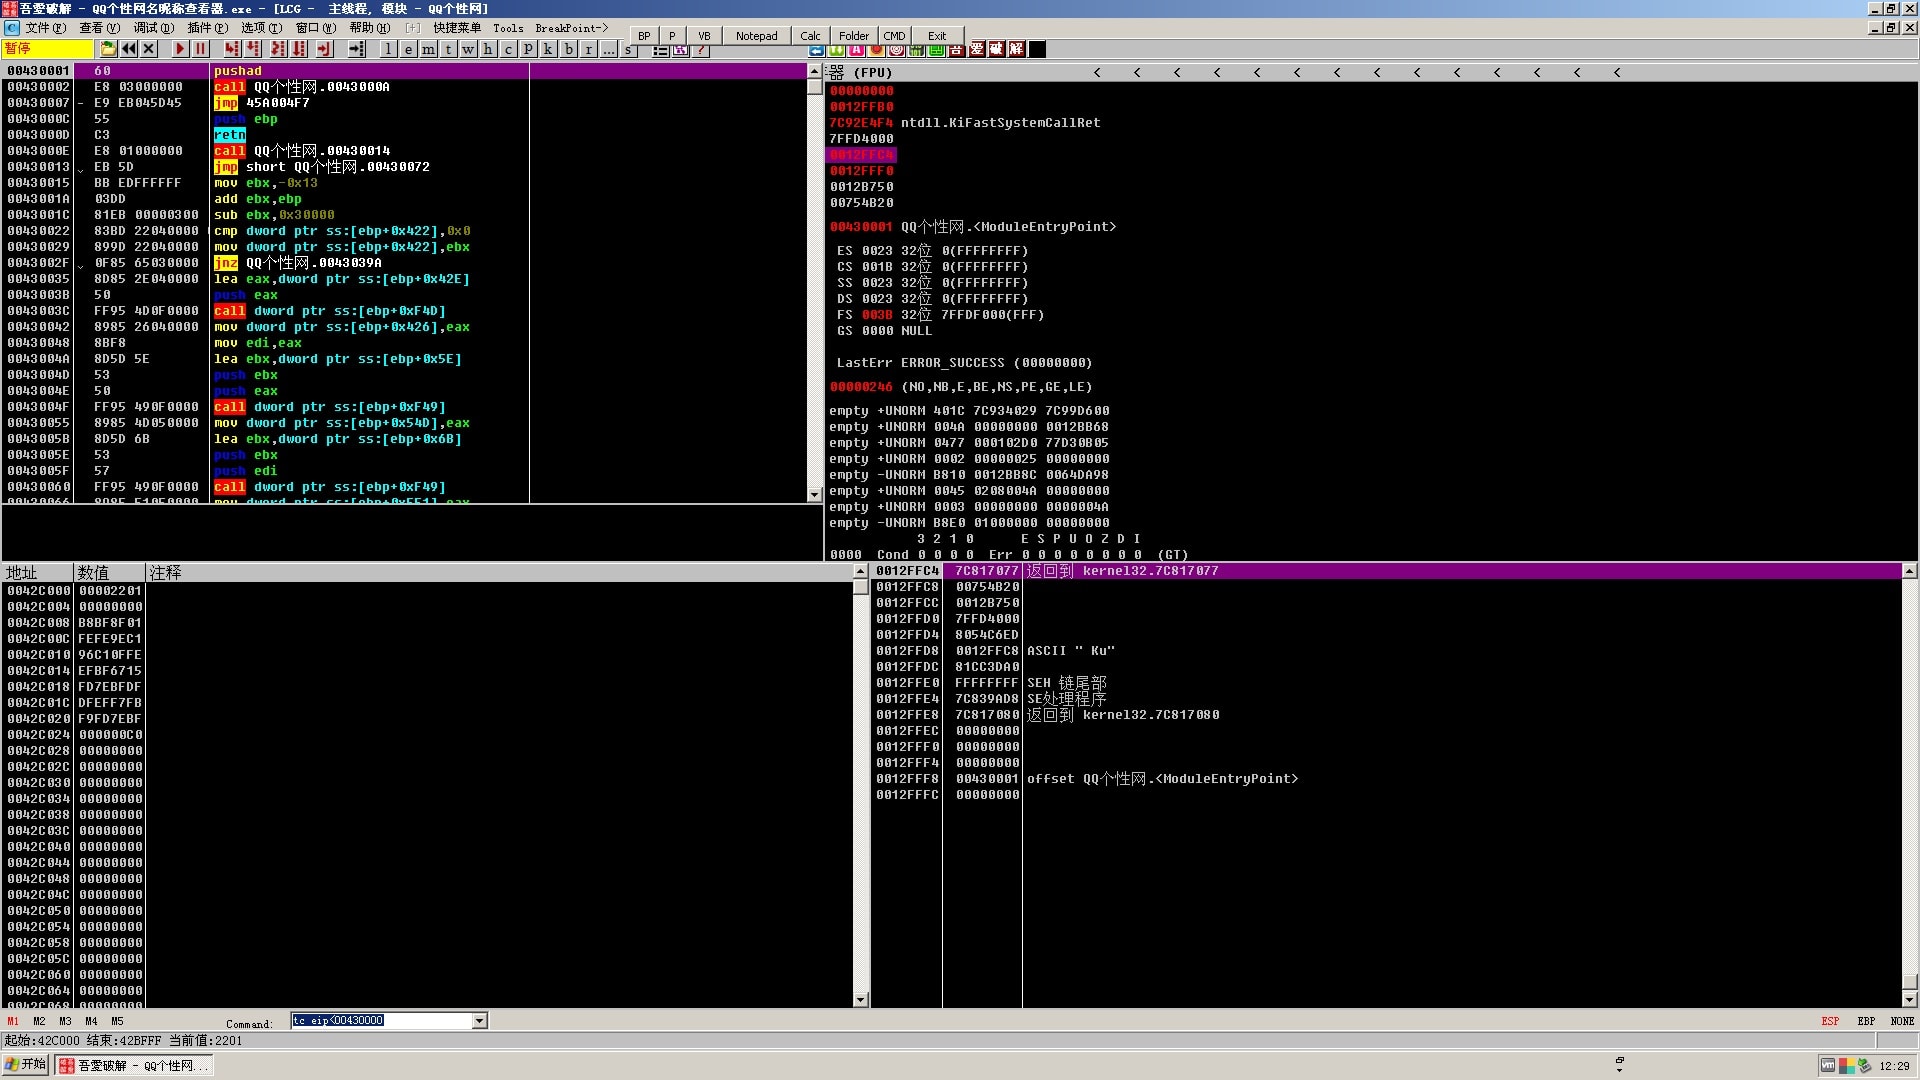 吾爱破解 - QQ个性网名昵称查看器.exe - [LCG - 主线程, 模块 - QQ个性网]
文件(F) 查看(V) 调试(D) 插件(P) 选项(T) 窗口(W) 帮助(H) [+] 快捷菜单 Tools BreakPoint->
BP P VB Notepad Calc Folder CMD Exit
暂停
l e m t w h c p k b r ... s
吾 爱 破 解
00430001 60 pushad
00430002 E8 03000000 call QQ个性网.0043000A
00430007 - E9 EB045D45 jmp 45A004F7
0043000C 55 push ebp
0043000D C3 retn
0043000E E8 01000000 call QQ个性网.00430014
00430013 EB 5D jmp short QQ个性网.00430072
00430015 BB EDFFFFFF mov ebx,-0x13
0043001A 03DD add ebx,ebp
0043001C 81EB 00000300 sub ebx,0x30000
00430022 83BD 22040000 cmp dword ptr ss:[ebp+0x422],0x0
00430029 899D 22040000 mov dword ptr ss:[ebp+0x422],ebx
0043002F 0F85 65030000 jnz QQ个性网.0043039A
00430035 8D85 2E040000 lea eax,dword ptr ss:[ebp+0x42E]
0043003B 50 push eax
0043003C FF95 4D0F0000 call dword ptr ss:[ebp+0xF4D]
00430042 8985 26040000 mov dword ptr ss:[ebp+0x426],eax
00430048 8BF8 mov edi,eax
0043004A 8D5D 5E lea ebx,dword ptr ss:[ebp+0x5E]
0043004D 53 push ebx
0043004E 50 push eax
0043004F FF95 490F0000 call dword ptr ss:[ebp+0xF49]
00430055 8985 4D050000 mov dword ptr ss:[ebp+0x54D],eax
0043005B 8D5D 6B lea ebx,dword ptr ss:[ebp+0x6B]
0043005E 53 push ebx
0043005F 57 push edi
00430060 FF95 490F0000 call dword ptr ss:[ebp+0xF49]
器 (FPU) < < < < < < < < < < < < < <
00000000
0012FFB0
7C92E4F4 ntdll.KiFastSystemCallRet
7FFD4000
0012FFC4
0012FFF0
0012B750
00754B20
00430001 QQ个性网.<ModuleEntryPoint>
ES 0023 32位 0(FFFFFFFF)
CS 001B 32位 0(FFFFFFFF)
SS 0023 32位 0(FFFFFFFF)
DS 0023 32位 0(FFFFFFFF)
FS 003B 32位 7FFDF000(FFF)
GS 0000 NULL
LastErr ERROR_SUCCESS (00000000)
00000246 (NO,NB,E,BE,NS,PE,GE,LE)
empty +UNORM 401C 7C934029 7C99D600
empty +UNORM 004A 00000000 0012BB68
empty +UNORM 0477 000102D0 77D30B05
empty +UNORM 0002 00000025 00000000
empty -UNORM B810 0012BB8C 0064DA98
empty +UNORM 0045 0208004A 00000000
empty +UNORM 0003 00000000 0000004A
empty -UNORM B8E0 01000000 00000000
3 2 1 0 E S P U O Z D I
0000 Cond 0 0 0 0 Err 0 0 0 0 0 0 0 0 (GT)
地址 数值 注释
0042C000 00002201
0042C004 00000000
0042C008 B8BF8F01
0042C00C FEFE9EC1
0042C010 96C10FFE
0042C014 EFBF6715
0042C018 FD7EBFDF
0042C01C DFEFF7FB
0042C020 F9FD7EBF
0042C024 000000C0
0042C028 00000000
0042C02C 00000000
0042C030 00000000
0042C034 00000000
0042C038 00000000
0042C03C 00000000
0042C040 00000000
0042C044 00000000
0042C048 00000000
0042C04C 00000000
0042C050 00000000
0042C054 00000000
0042C058 00000000
0042C05C 00000000
0042C060 00000000
0042C064 00000000
0042C068 00000000
0012FFC4 7C817077 返回到 kernel32.7C817077
0012FFC8 00754B20
0012FFCC 0012B750
0012FFD0 7FFD4000
0012FFD4 8054C6ED
0012FFD8 0012FFC8 ASCII " Ku"
0012FFDC 81CC3DA0
0012FFE0 FFFFFFFF SEH 链尾部
0012FFE4 7C839AD8 SE处理程序
0012FFE8 7C817080 返回到 kernel32.7C817080
0012FFEC 00000000
0012FFF0 00000000
0012FFF4 00000000
0012FFF8 00430001 offset QQ个性网.<ModuleEntryPoint>
0012FFFC 00000000
M1 M2 M3 M4 M5 Command: tc eip<00430000 ESP EBP NONE
起始:42C000 结束:42BFFF 当前值:2201
开始 吾爱破解 - QQ个性网... 12:29